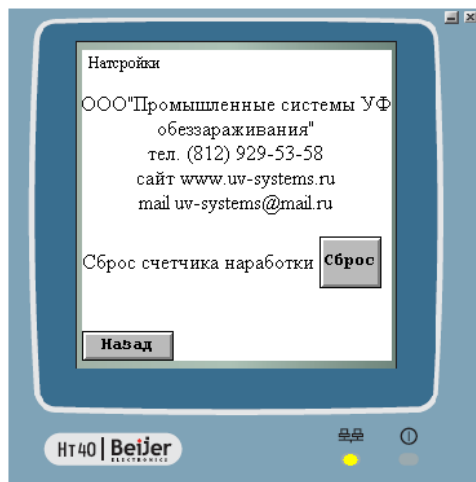 Натсройки
ООО"Промышленные системы УФ
обеззараживания"
тел. (812) 929-53-58
сайт www.uv-systems.ru
mail uv-systems@mail.ru
Сброс счетчика наработки Сброс
Назад
HT40 Beijer
ELECTRONICS